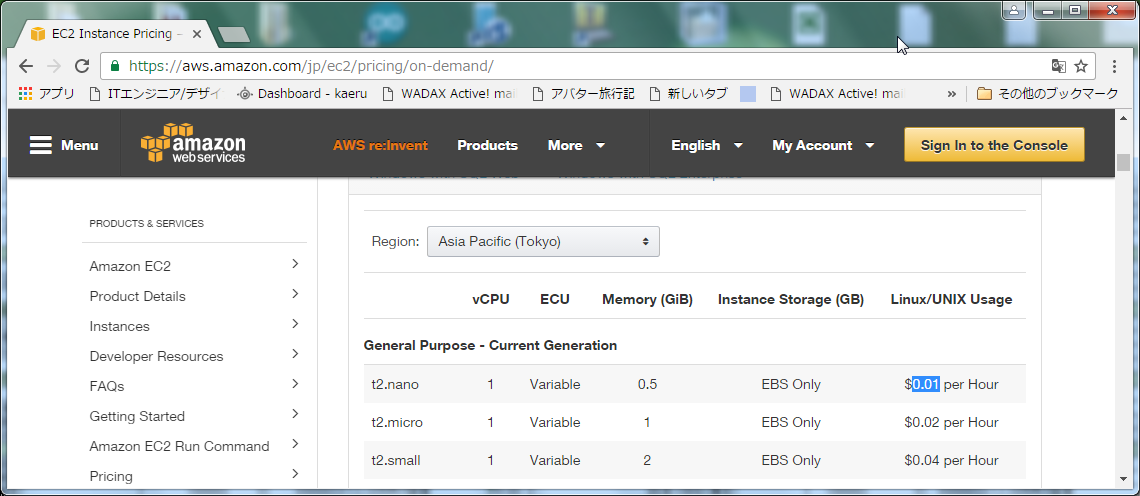 EC2 Instance Pricing –
https://aws.amazon.com/jp/ec2/pricing/on-demand/
アプリ ITエンジニア/デザイ Dashboard - kaeru WADAX Active! mai アバター旅行記 新しいタブ WADAX Active! mai » その他のブックマーク
Menu amazon web services AWS re:Invent Products More English My Account Sign In to the Console
PRODUCTS & SERVICES
Amazon EC2
Product Details
Instances
Developer Resources
FAQs
Getting Started
Amazon EC2 Run Command
Pricing
Region: Asia Pacific (Tokyo)
vCPU ECU Memory (GiB) Instance Storage (GB) Linux/UNIX Usage
General Purpose - Current Generation
t2.nano 1 Variable 0.5 EBS Only $0.01 per Hour
t2.micro 1 Variable 1 EBS Only $0.02 per Hour
t2.small 1 Variable 2 EBS Only $0.04 per Hour